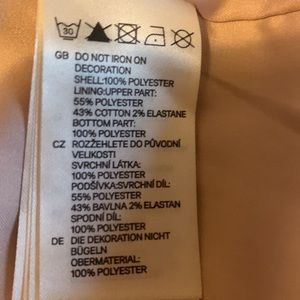 30
GB DO NOT IRON ON
DECORATION
SHELL:100% POLYESTER
LINING:UPPER PART:
55% POLYESTER
43% COTTON 2% ELASTANE
BOTTOM PART:
100% POLYESTER
CZ ROZŽEHLETE DO PŮVODNÍ
VELIKOSTI
SVRCHNÍ LÁTKA:
100% POLYESTER
PODŠÍVKA:SVRCHNÍ DÍL:
55% POLYESTER
43% BAVLNA 2% ELASTAN
SPODNÍ DÍL:
100% POLYESTER
DE DIE DEKORATION NICHT
BÜGELN
OBERMATERIAL:
100% POLYESTER